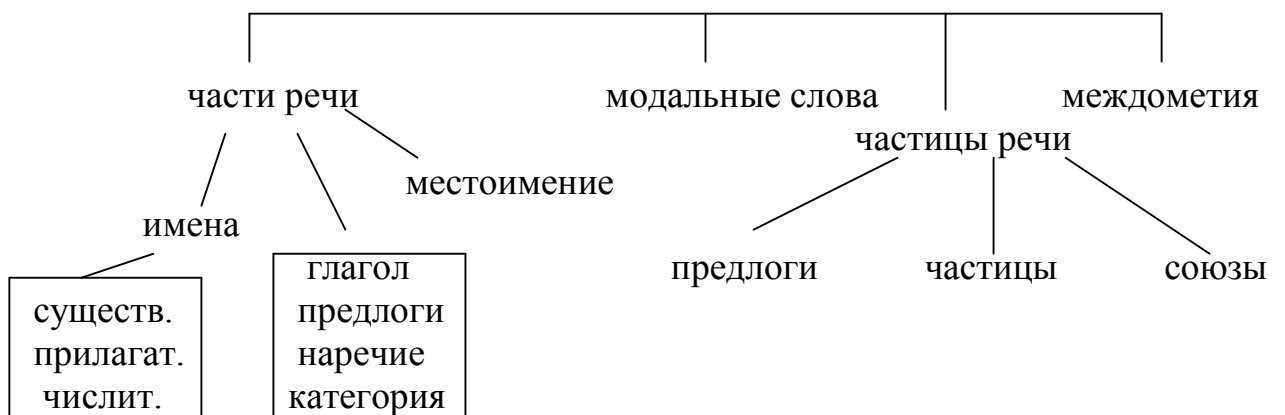 части речи
модальные слова
междометия
частицы речи
местоимение
имена
глагол
предлоги
наречие
категория
существ.
прилагат.
числит.
предлоги
частицы
союзы